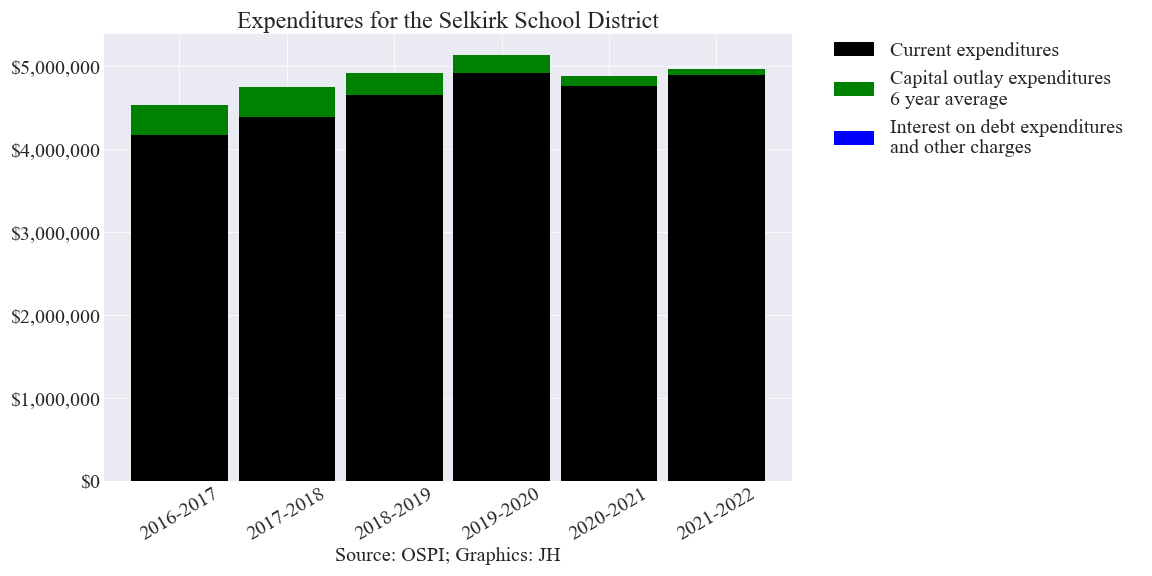 Expenditures for the Selkirk School District
$5,000,000
$4,000,000
$3,000,000
$2,000,000
$1,000,000
$0
2016-2017
2017-2018
2018-2019
2019-2020
2020-2021
2021-2022
Source: OSPI; Graphics: JH
Current expenditures
Capital outlay expenditures
6 year average
Interest on debt expenditures
and other charges